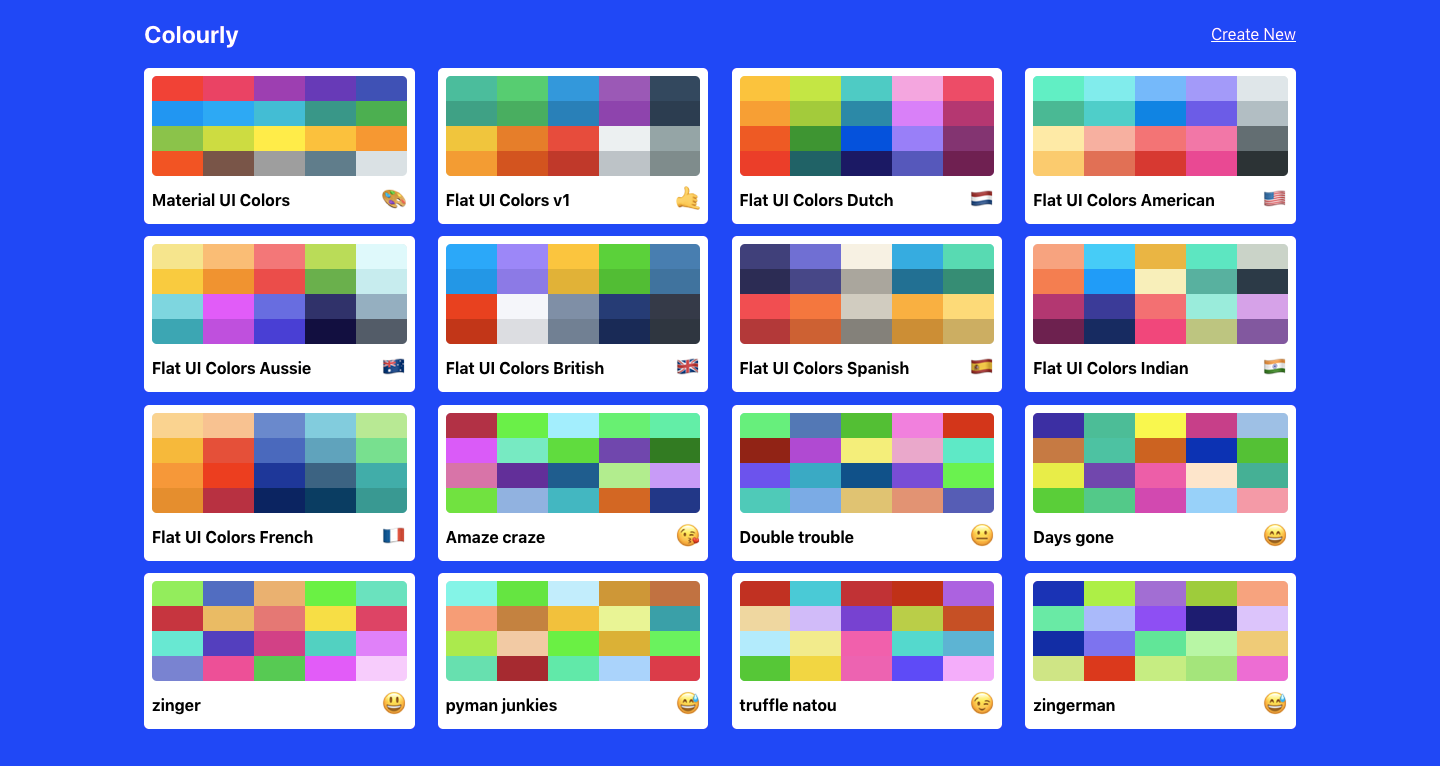 Colourly
Create New
Material UI Colors
Flat UI Colors v1
Flat UI Colors Dutch
Flat UI Colors American
Flat UI Colors Aussie
Flat UI Colors British
Flat UI Colors Spanish
Flat UI Colors Indian
Flat UI Colors French
Amaze craze
Double trouble
Days gone
zinger
pyman junkies
truffle natou
zingerman